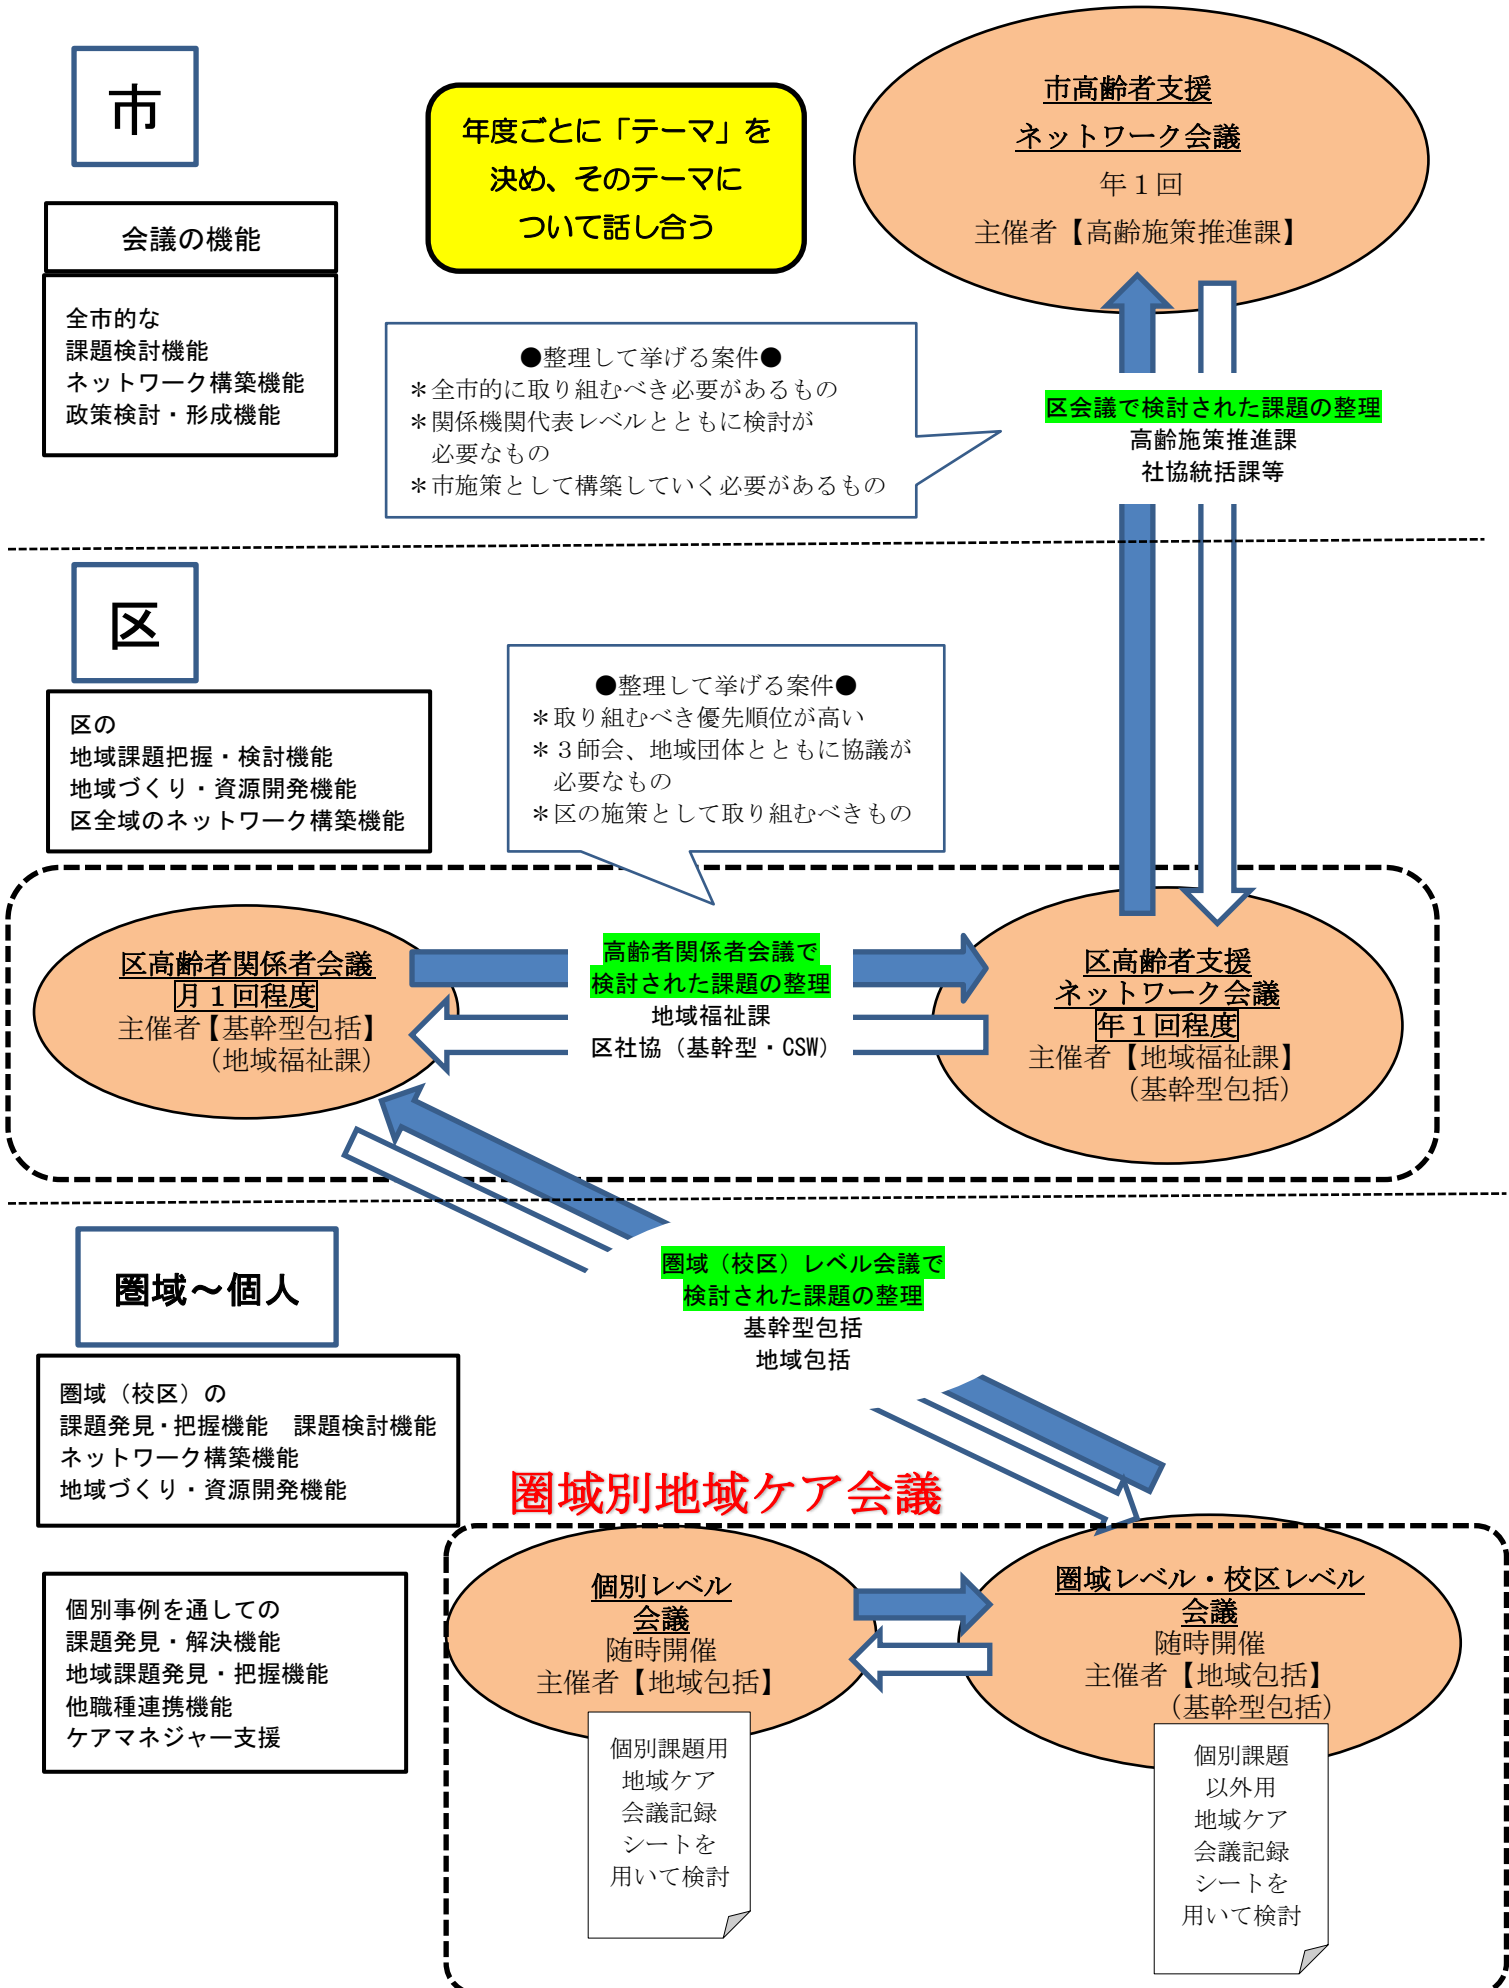 市
年度ごとに「テーマ」を
決め、そのテーマに
ついて話し合う
市高齢者支援
ネットワーク会議
年１回
主催者【高齢施策推進課】
会議の機能
全市的な
課題検討機能
ネットワーク構築機能
政策検討・形成機能
●整理して挙げる案件●
＊全市的に取り組むべき必要があるもの
＊関係機関代表レベルとともに検討が
必要なもの
＊市施策として構築していく必要があるもの
区会議で検討された課題の整理
高齢施策推進課
社協統括課等
区
区の
地域課題把握・検討機能
地域づくり・資源開発機能
区全域のネットワーク構築機能
●整理して挙げる案件●
＊取り組むべき優先順位が高い
＊３師会、地域団体とともに協議が
必要なもの
＊区の施策として取り組むべきもの
区高齢者関係者会議
月１回程度
主催者【基幹型包括】
（地域福祉課）
高齢者関係者会議で
検討された課題の整理
地域福祉課
区社協（基幹型・CSW）
区高齢者支援
ネットワーク会議
年１回程度
主催者【地域福祉課】
（基幹型包括）
圏域～個人
圏域（校区）レベル会議で
検討された課題の整理
基幹型包括
地域包括
圏域（校区）の
課題発見・把握機能　課題検討機能
ネットワーク構築機能
地域づくり・資源開発機能
圏域別地域ケア会議
個別事例を通しての
課題発見・解決機能
地域課題発見・把握機能
他職種連携機能
ケアマネジャー支援
個別レベル
会議
随時開催
主催者【地域包括】
個別課題用
地域ケア
会議記録
シートを
用いて検討
圏域レベル・校区レベル
会議
随時開催
主催者【地域包括】
（基幹型包括）
個別課題
以外用
地域ケア
会議記録
シートを
用いて検討